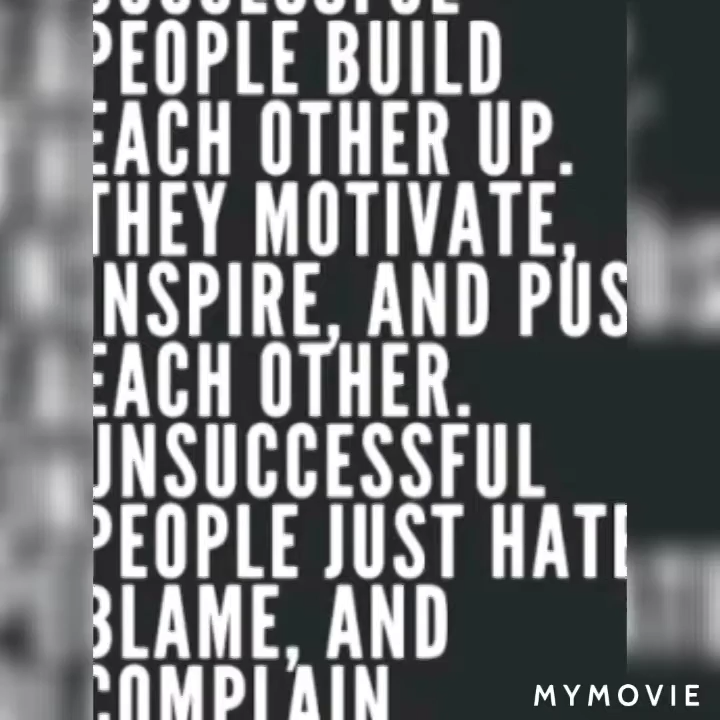 SUCCESSFUL
PEOPLE BUILD
EACH OTHER UP.
THEY MOTIVATE,
INSPIRE, AND PUS
EACH OTHER.
UNSUCCESSFUL
PEOPLE JUST HATE
BLAME, AND
COMPLAIN
MYMOVIE